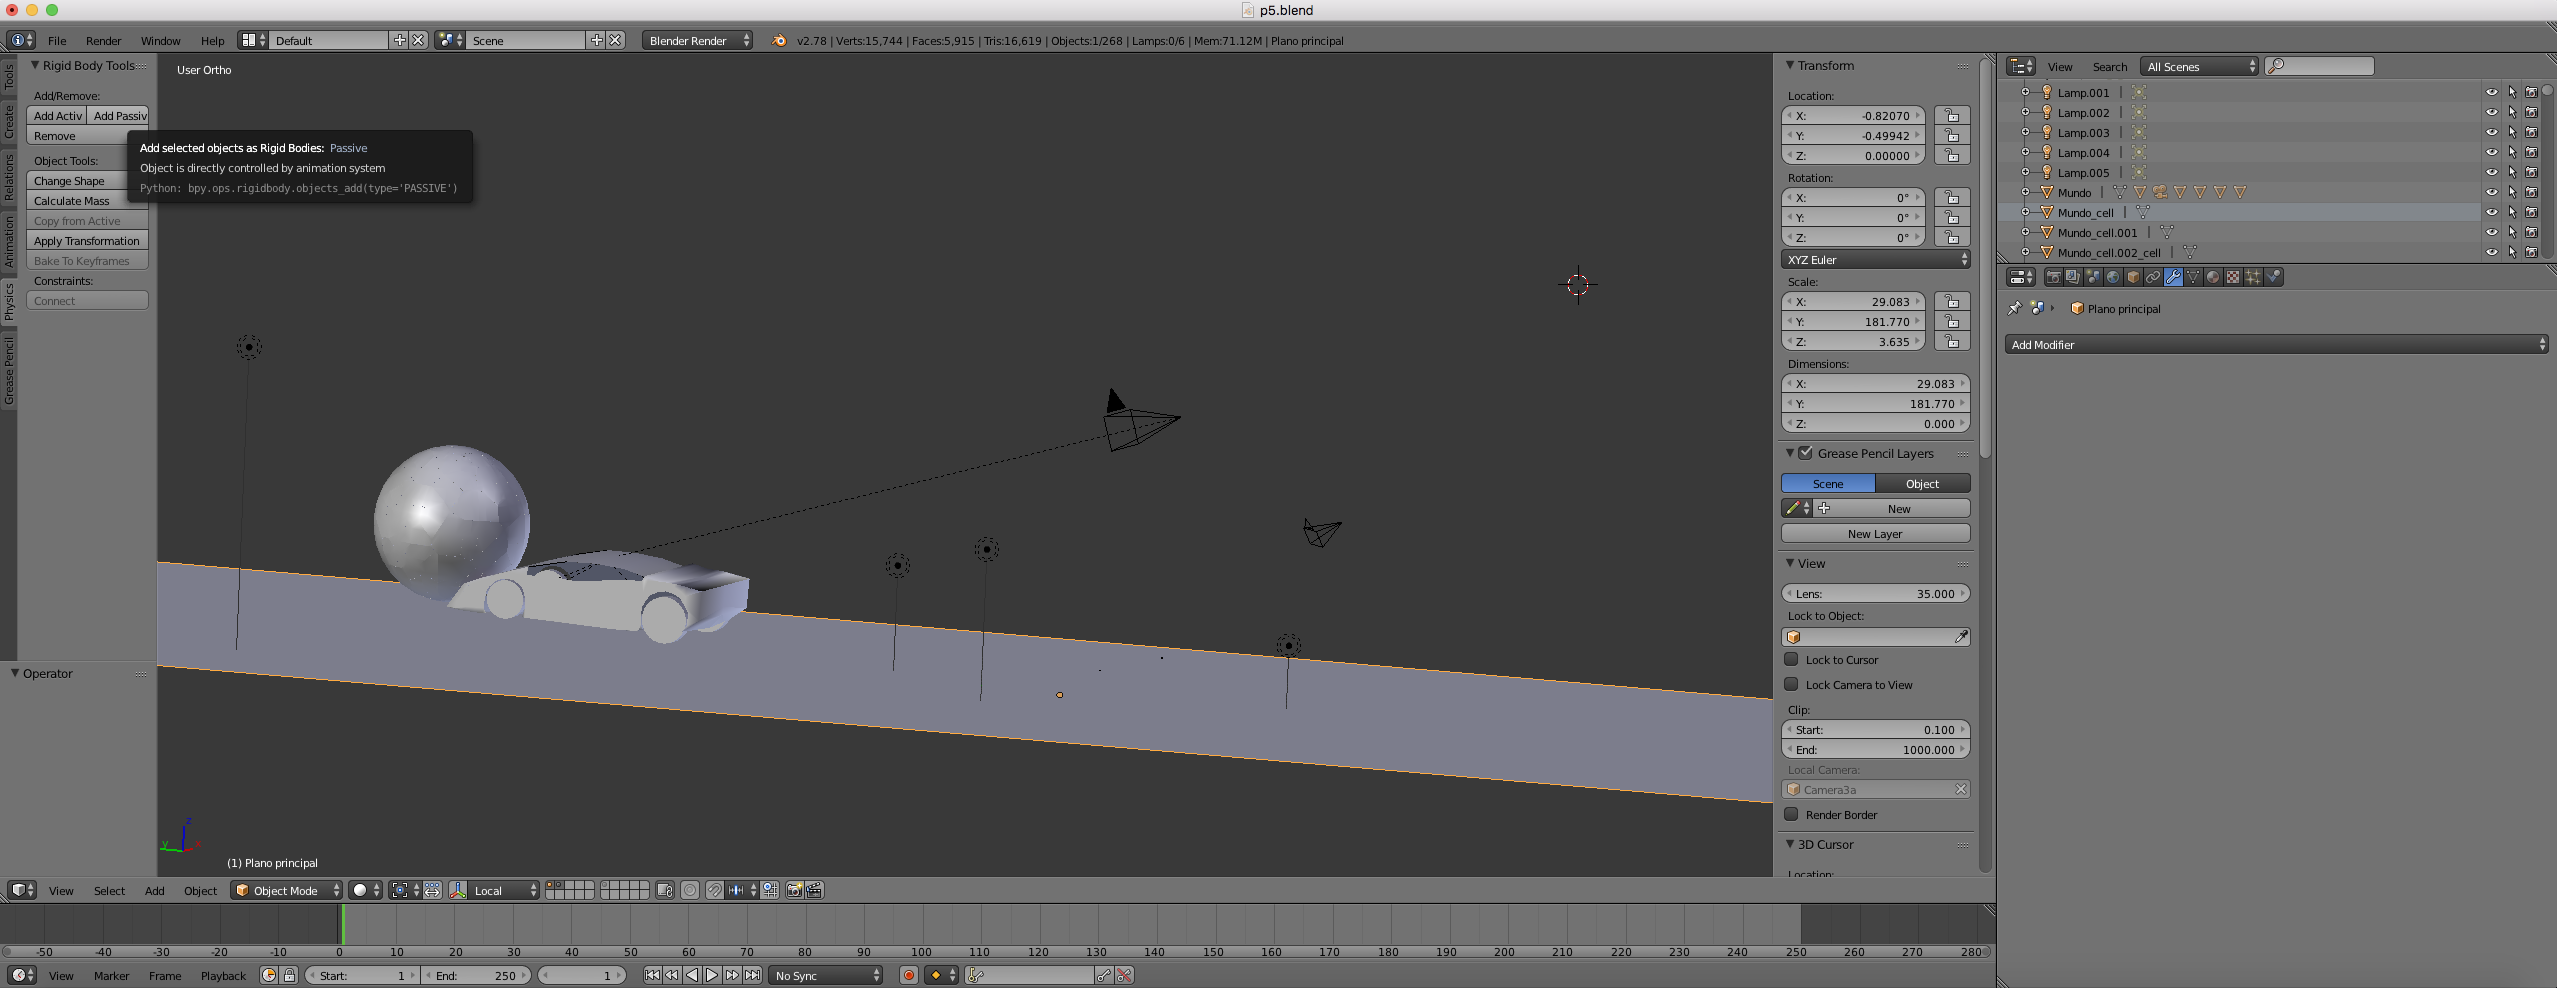 p5.blend
File Render Window Help Default Scene Blender Render v2.78 | Verts:15,744 | Faces:5,915 | Tris:16,619 | Objects:1/268 | Lamps:0/6 | Mem:71.12M | Plano principal
Tools
Create
Relations
Animation
Physics
Grease Pencil
Rigid Body Tools
Add/Remove:
Add Activ Add Passiv
Remove
Object Tools:
Change Shape
Calculate Mass
Copy from Active
Apply Transformation
Bake To Keyframes
Constraints:
Connect
Operator
Add selected objects as Rigid Bodies: Passive
Object is directly controlled by animation system
Python: bpy.ops.rigidbody.objects_add(type='PASSIVE')
User Ortho
z
y
x
(1) Plano principal
View Select Add Object Object Mode Local
Transform
Location:
X: -0.82070
Y: -0.49942
Z: 0.00000
Rotation:
X: 0°
Y: 0°
Z: 0°
XYZ Euler
Scale:
X: 29.083
Y: 181.770
Z: 3.635
Dimensions:
X: 29.083
Y: 181.770
Z: 0.000
Grease Pencil Layers
Scene Object
New
New Layer
View
Lens: 35.000
Lock to Object:
Lock to Cursor
Lock Camera to View
Clip:
Start: 0.100
End: 1000.000
Local Camera:
Camera3a
Render Border
3D Cursor
Location:
View Search All Scenes
Lamp.001
Lamp.002
Lamp.003
Lamp.004
Lamp.005
Mundo
Mundo_cell
Mundo_cell.001
Mundo_cell.002_cell
Plano principal
Add Modifier
-50 -40 -30 -20 -10 0 10 20 30 40 50 60 70 80 90 100 110 120 130 140 150 160 170 180 190 200 210 220 230 240 250 260 270 280
View Marker Frame Playback Start: 1 End: 250 1 No Sync